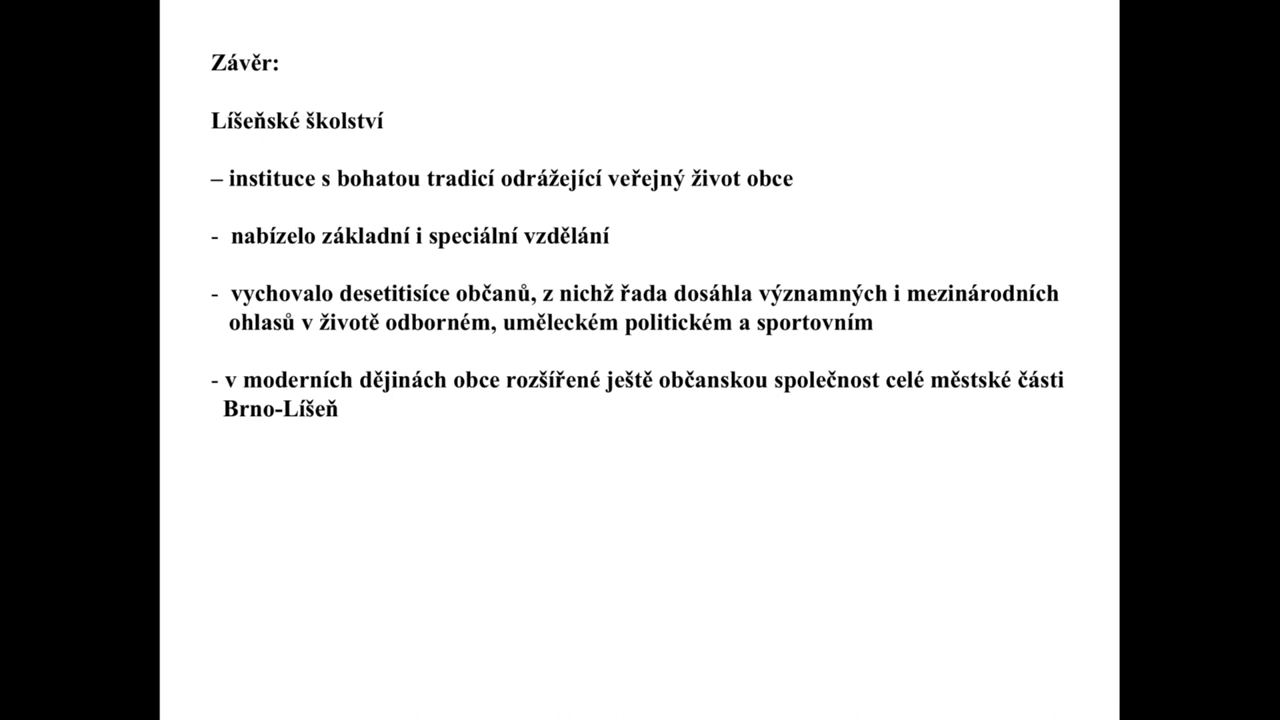 Závěr:
Líšeňské školství
– instituce s bohatou tradicí odrážející veřejný život obce
- nabízelo základní i speciální vzdělání
- vychovalo desetitisíce občanů, z nichž řada dosáhla významných i mezinárodních
ohlasů v životě odborném, uměleckém politickém a sportovním
- v moderních dějinách obce rozšířené ještě občanskou společnost celé městské části
Brno-Líšeň